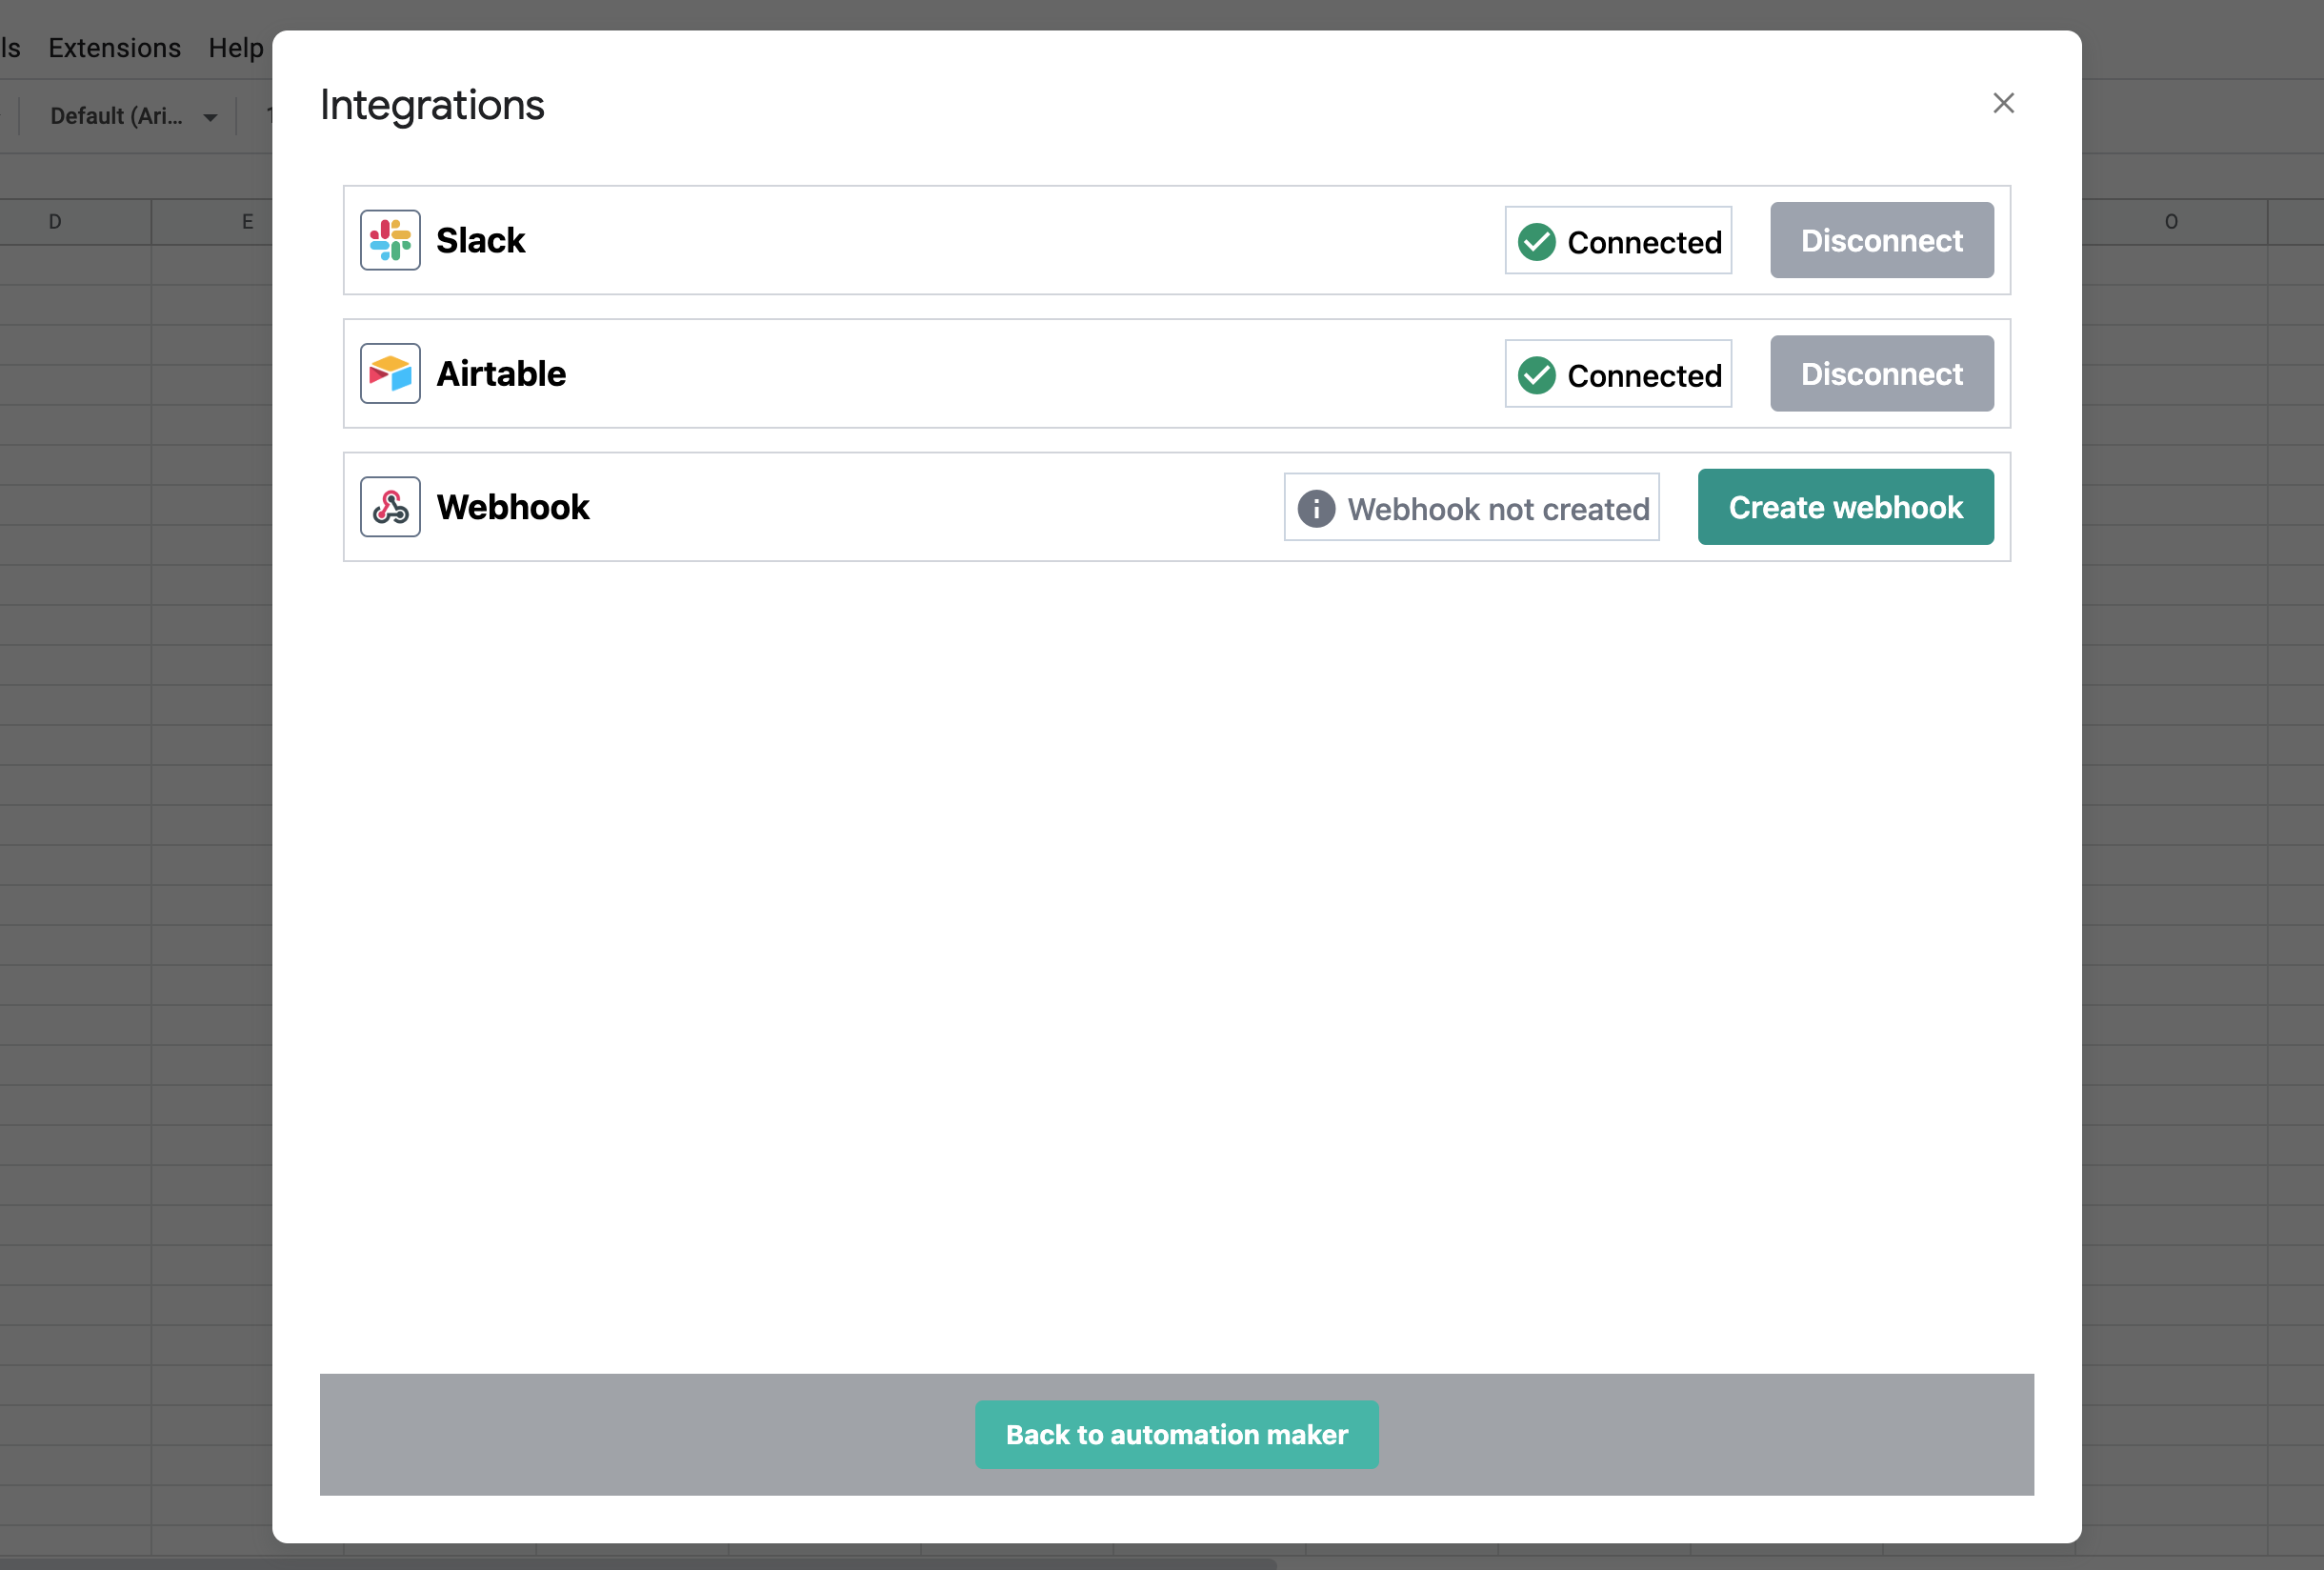 ls Extensions Help
Default (Ari...
D E O
Integrations
Slack Connected Disconnect
Airtable Connected Disconnect
Webhook Webhook not created Create webhook
Back to automation maker